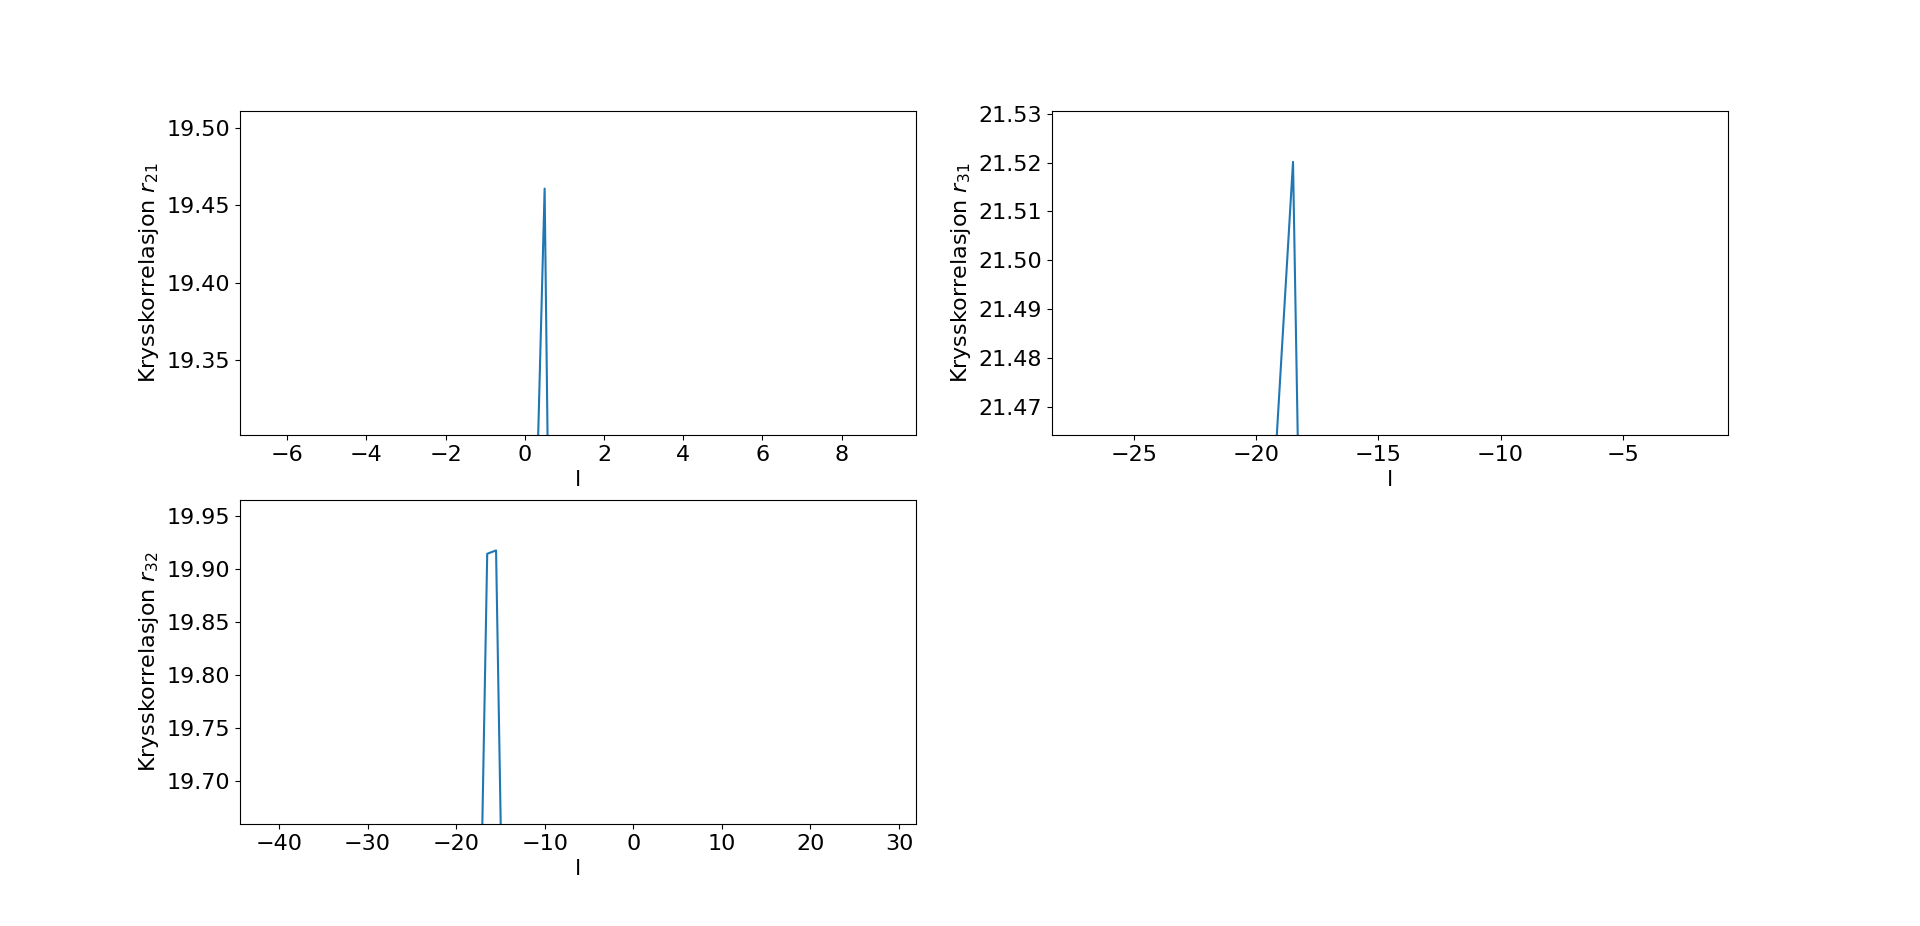 Krysskorrelasjon r₂₁
19.50
19.45
19.40
19.35
−6 −4 −2 0 2 4 6 8
l
Krysskorrelasjon r₃₁
21.53
21.52
21.51
21.50
21.49
21.48
21.47
−25 −20 −15 −10 −5
l
Krysskorrelasjon r₃₂
19.95
19.90
19.85
19.80
19.75
19.70
−40 −30 −20 −10 0 10 20 30
l